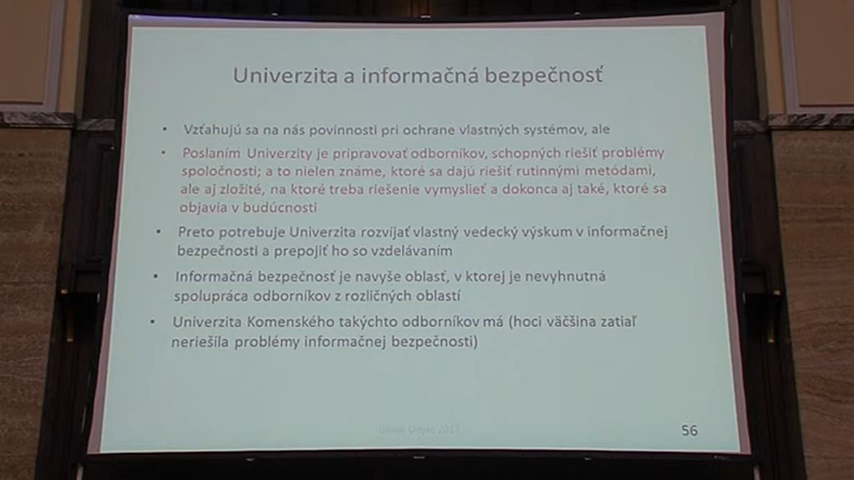 Univerzita a informačná bezpečnosť
• Vzťahujú sa na nás povinnosti pri ochrane vlastných systémov, ale
• Poslaním Univerzity je pripravovať odborníkov, schopných riešiť problémy
spoločnosti; a to nielen známe, ktoré sa dajú riešiť rutinnými metódami,
ale aj zložité, na ktoré treba riešenie vymyslieť a dokonca aj také, ktoré sa
objavia v budúcnosti
• Preto potrebuje Univerzita rozvíjať vlastný vedecký výskum v informačnej
bezpečnosti a prepojiť ho so vzdelávaním
• Informačná bezpečnosť je navyše oblasť, v ktorej je nevyhnutná
spolupráca odborníkov z rozličných oblastí
• Univerzita Komenského takýchto odborníkov má (hoci väčšina zatiaľ
neriešila problémy informačnej bezpečnosti)
2017
56